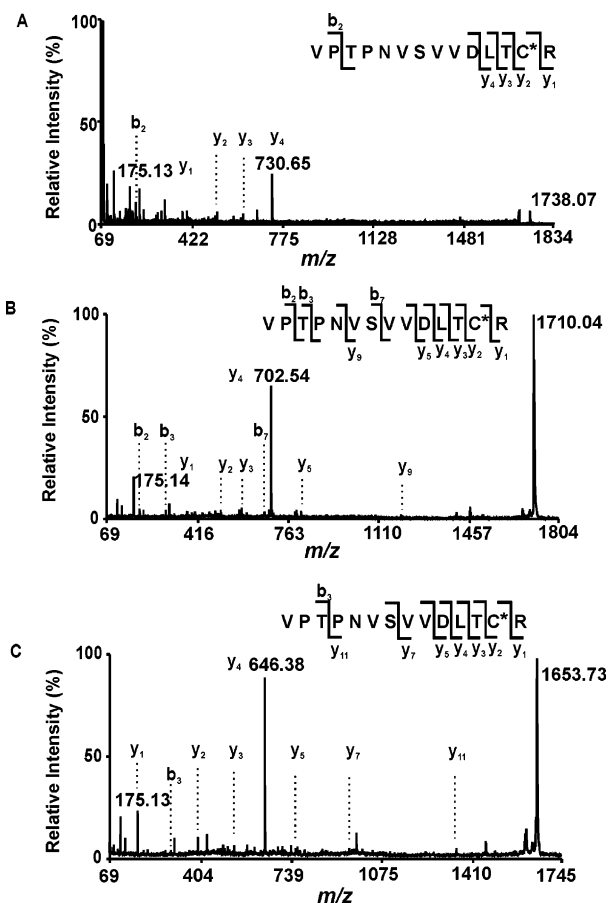 A
b2
V P T P N V S V V D L T C* R
y4 y3 y2 y1
Relative Intensity (%)
100
50
0
b2
175.13
y1
y2
y3
y4
730.65
1738.07
69 422 775 1128 1481 1834
m/z
B
b2 b3 b7
V P T P N V S V V D L T C* R
y9 y5 y4 y3 y2 y1
Relative Intensity (%)
100
50
0
y4 702.54
1710.04
b2
b3
175.14
y1
y2
y3
b7
y5
y9
69 416 763 1110 1457 1804
m/z
C
b3
V P T P N V S V V D L T C* R
y11 y7 y5 y4 y3 y2 y1
Relative Intensity (%)
100
50
0
y4 646.38
1653.73
y1
175.13
b3
y2
y3
y5
y7
y11
69 404 739 1075 1410 1745
m/z